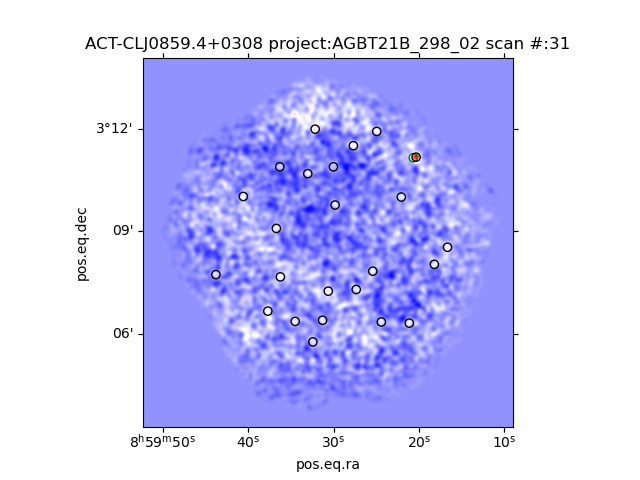 ACT-CLJ0859.4+0308 project:AGBT21B_298_02 scan #:31
3°12'
09'
06'
pos.eq.dec
8ʰ59ᵐ50ˢ 40ˢ 30ˢ 20ˢ 10ˢ
pos.eq.ra